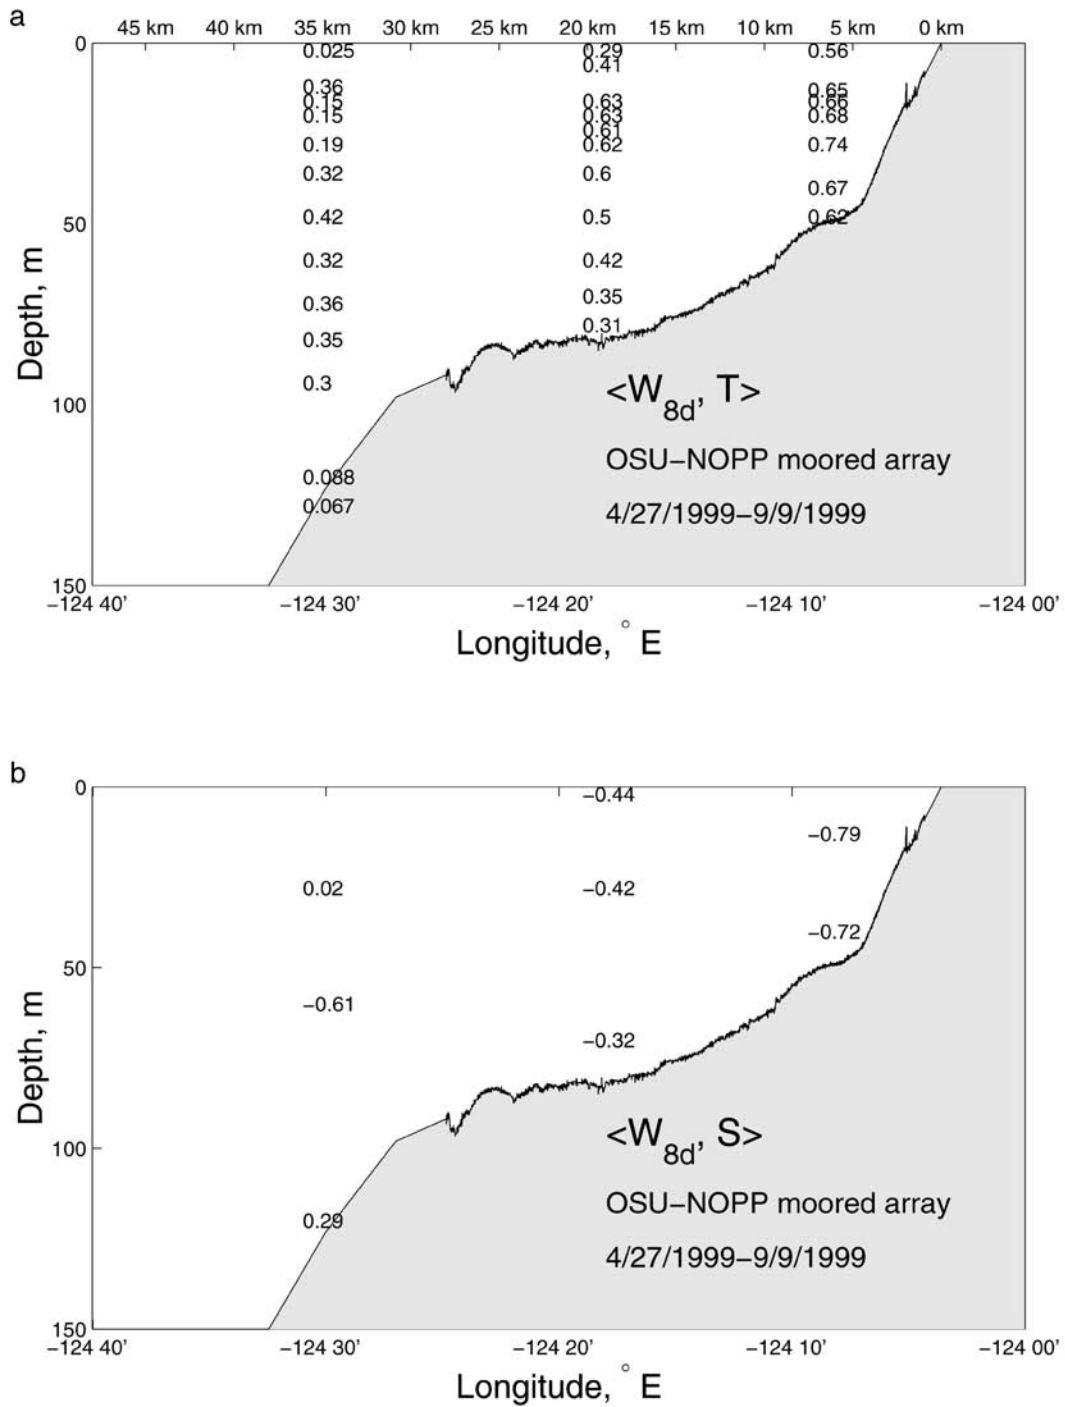 a
45 km 40 km 35 km 30 km 25 km 20 km 15 km 10 km 5 km 0 km
0 0.025 0.29 0.56
0.41
0.36 0.65
0.15 0.63 0.66
0.15 0.63 0.68
0.61
0.19 0.62 0.74
0.32 0.6
0.67
0.42 0.5 0.62
50
0.32 0.42
0.36 0.35
0.31
0.35
0.3
100
0.088
0.067
150
Depth, m
<W8d, T>
OSU−NOPP moored array
4/27/1999−9/9/1999
−124 40' −124 30' −124 20' −124 10' −124 00'
Longitude, ° E
b
0 −0.44
−0.79
0.02 −0.42
−0.72
50
−0.61
−0.32
100
0.29
150
Depth, m
<W8d, S>
OSU−NOPP moored array
4/27/1999−9/9/1999
−124 40' −124 30' −124 20' −124 10' −124 00'
Longitude, ° E